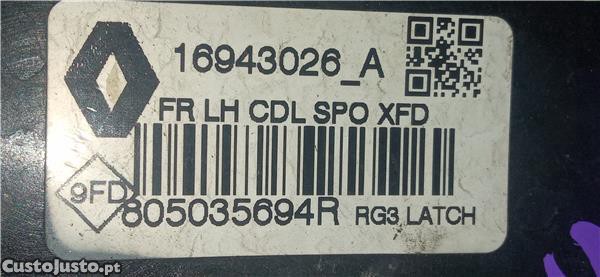 16943026_A
FR LH CDL SPO XFD
9FD
805035694R RG3 LATCH
CustoJusto.pt